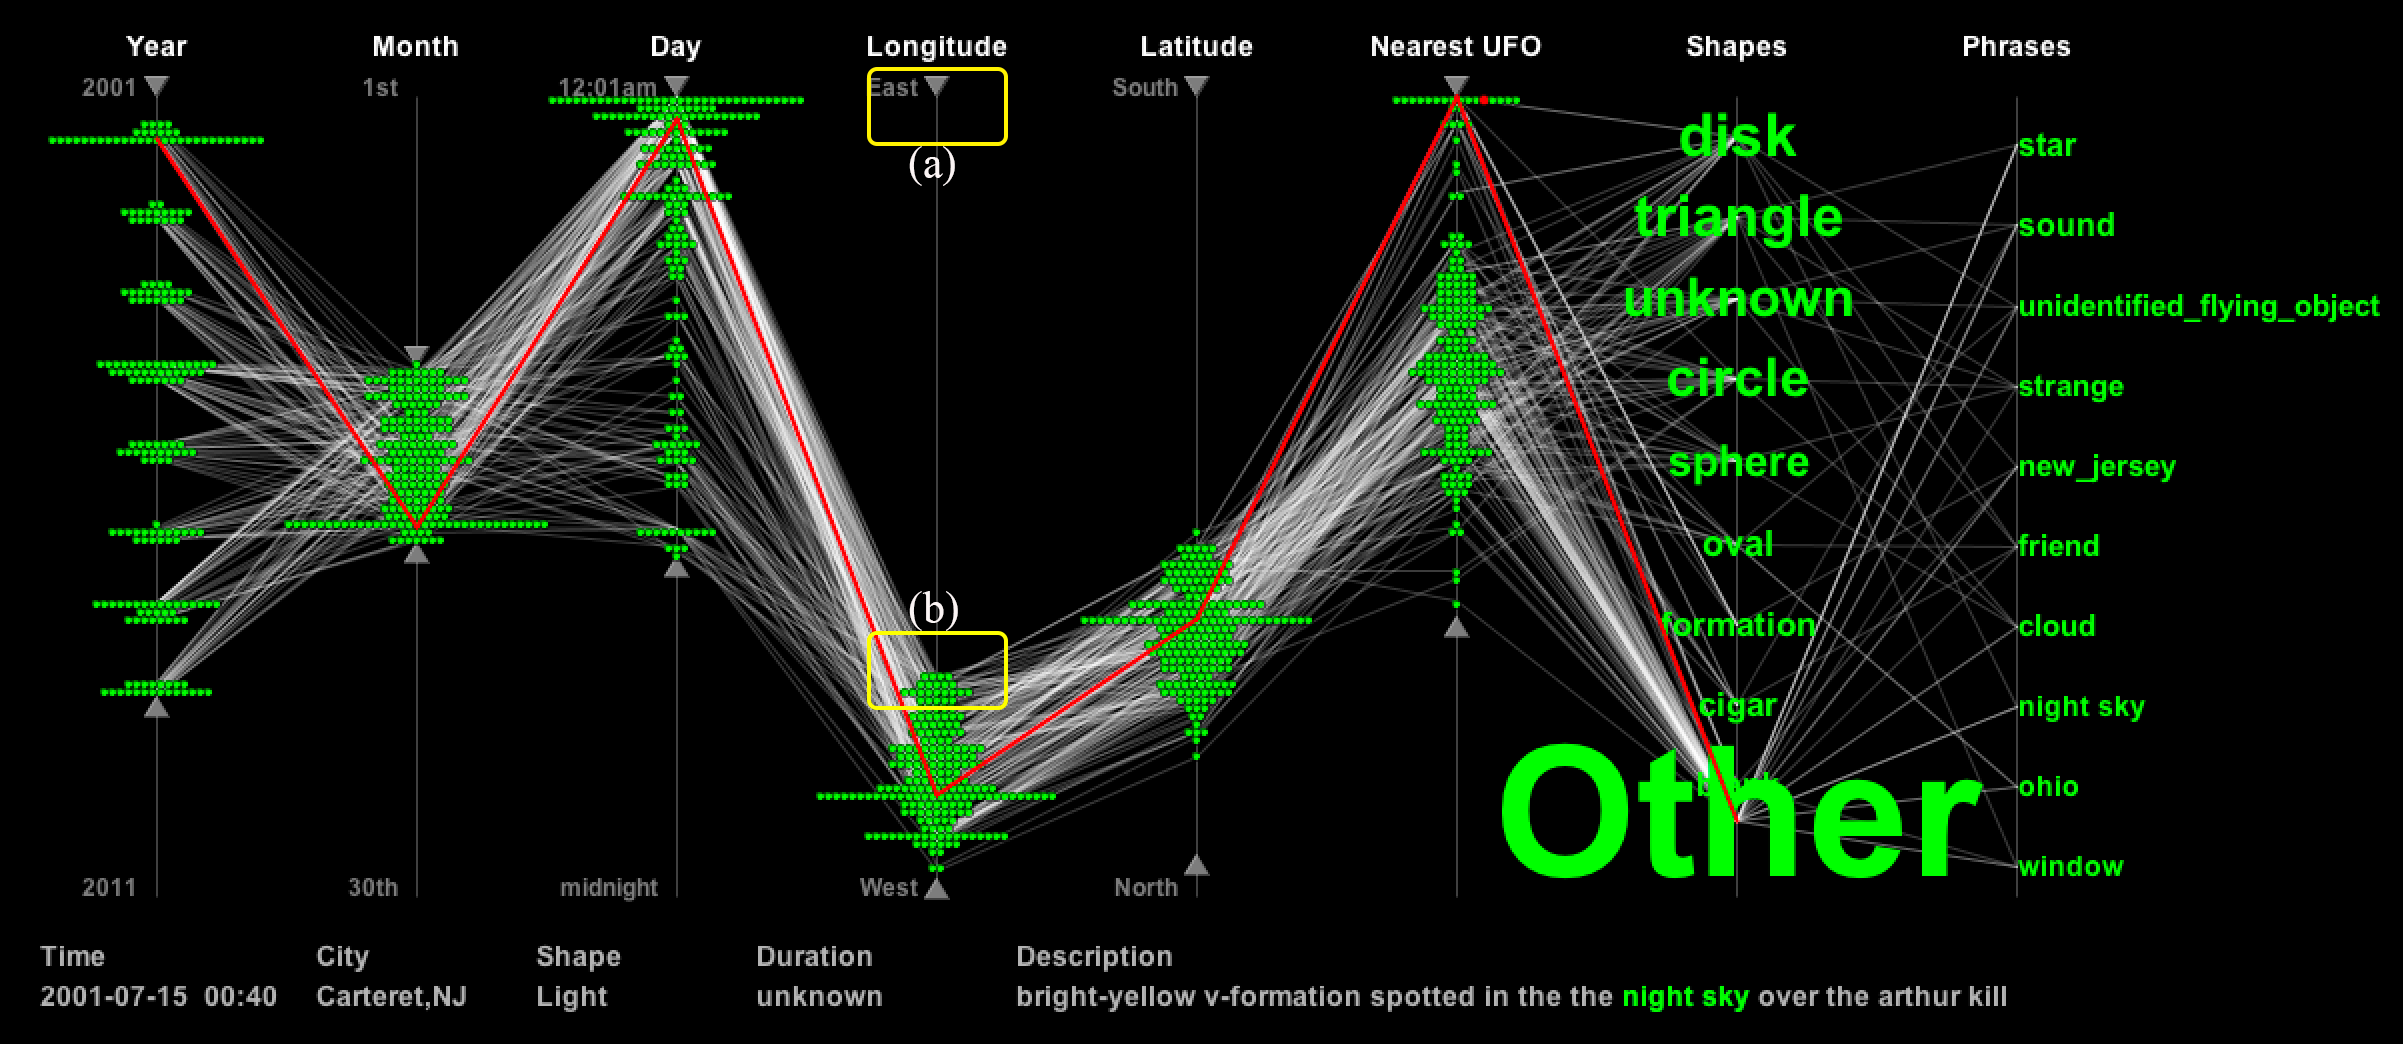 Year Month Day Longitude Latitude Nearest UFO Shapes Phrases
2001 1st 12:01am East South
(a)
disk
star
triangle
sound
unknown
unidentified_flying_object
circle
strange
sphere
new_jersey
oval
friend
(b)
formation
cloud
cigar
night sky
Other
ohio
window
2011 30th midnight West North
Time City Shape Duration Description
2001-07-15 00:40 Carteret,NJ Light unknown bright-yellow v-formation spotted in the the night sky over the arthur kill